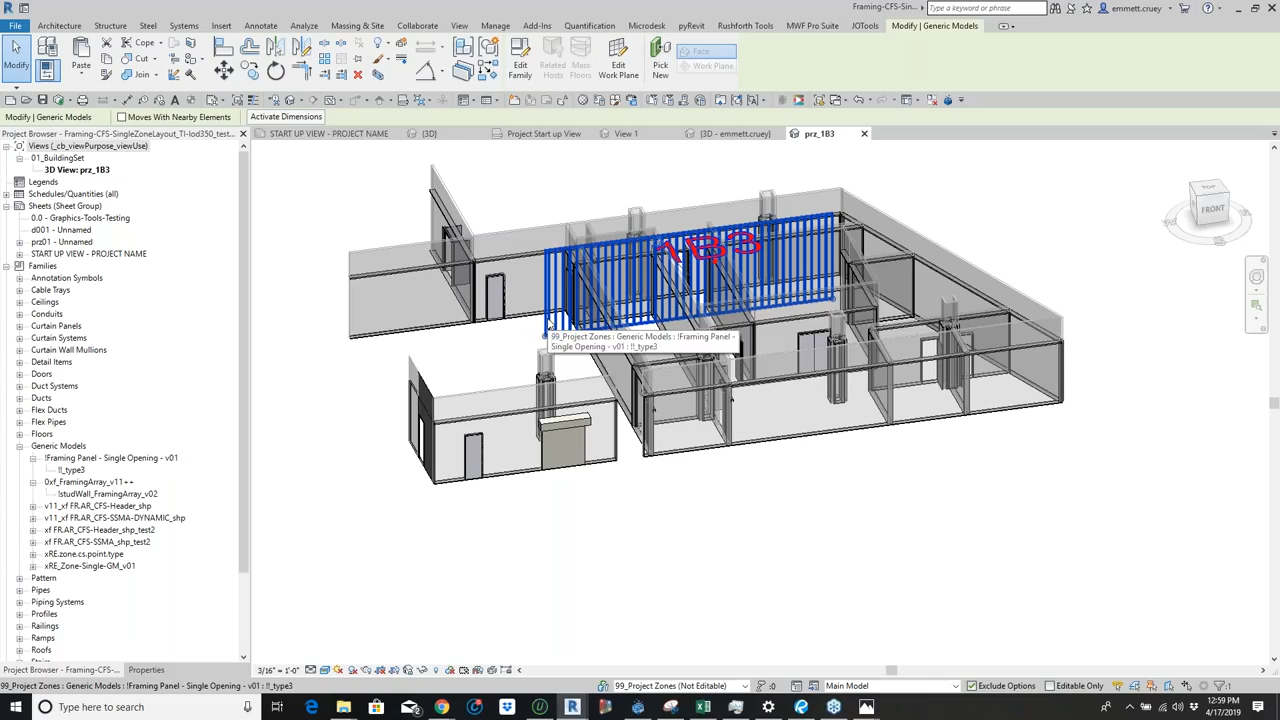 Framing-CFS-Sin...
Type a keyword or phrase
emmett.cruey
File Architecture Structure Steel Systems Insert Annotate Analyze Massing & Site Collaborate View Manage Add-Ins Quantification Microdesk pyRevit Bushforth Tools MWF Pro Suite JOTools Modify | Generic Models
Modify
Paste
Cope
Cut
Join
Edit Family
Related Hosts
Mass Floors
Edit Work Plane
Pick New
Face
Work Plane
Modify | Generic Models
Moves With Nearby Elements
Activate Dimensions
Project Browser - Framing-CFS-SingleZoneLayout_TI-lod350_test...
START UP VIEW - PROJECT NAME
{3D}
Project Start up View
View 1
{3D - emmett.cruey}
prz_1B3
Views (_cb_viewPurpose_viewUse)
01_BuildingSet
3D View: prz_1B3
Legends
Schedules/Quantities (all)
Sheets (Sheet Group)
0.0 - Graphics-Tools-Testing
d001 - Unnamed
prz01 - Unnamed
START UP VIEW - PROJECT NAME
Families
Annotation Symbols
Cable Trays
Ceilings
Conduits
Curtain Panels
Curtain Systems
Curtain Wall Mullions
Detail Items
Doors
Duct Systems
Ducts
Flex Ducts
Flex Pipes
Floors
Generic Models
!Framing Panel - Single Opening - v01
!!_type3
0xf_FramingArray_v11++
!studWall_FramingArray_v02
v11_xf FR.AR_CFS-Header_shp
v11_xf FR.AR_CFS-SSMA-DYNAMIC_shp
xf FR.AR_CFS-Header_shp_test2
xf FR.AR_CFS-SSMA_shp_test2
xRE.zone.cs.point.type
xRE_Zone-Single-GM_v01
Pattern
Pipes
Piping Systems
Profiles
Railings
Ramps
Roofs
Project Browser - Framing-CFS-...
Properties
TOP
FRONT
1B3
99_Project Zones : Generic Models : !Framing Panel -
Single Opening - v01 : !!_type3
3/16" = 1'-0"
99_Project Zones : Generic Models : !Framing Panel - Single Opening - v01 : !!_type3
99_Project Zones (Not Editable)
:0
Main Model
Exclude Options
Editable Only
:1
Type here to search
12:59 PM
4/17/2019